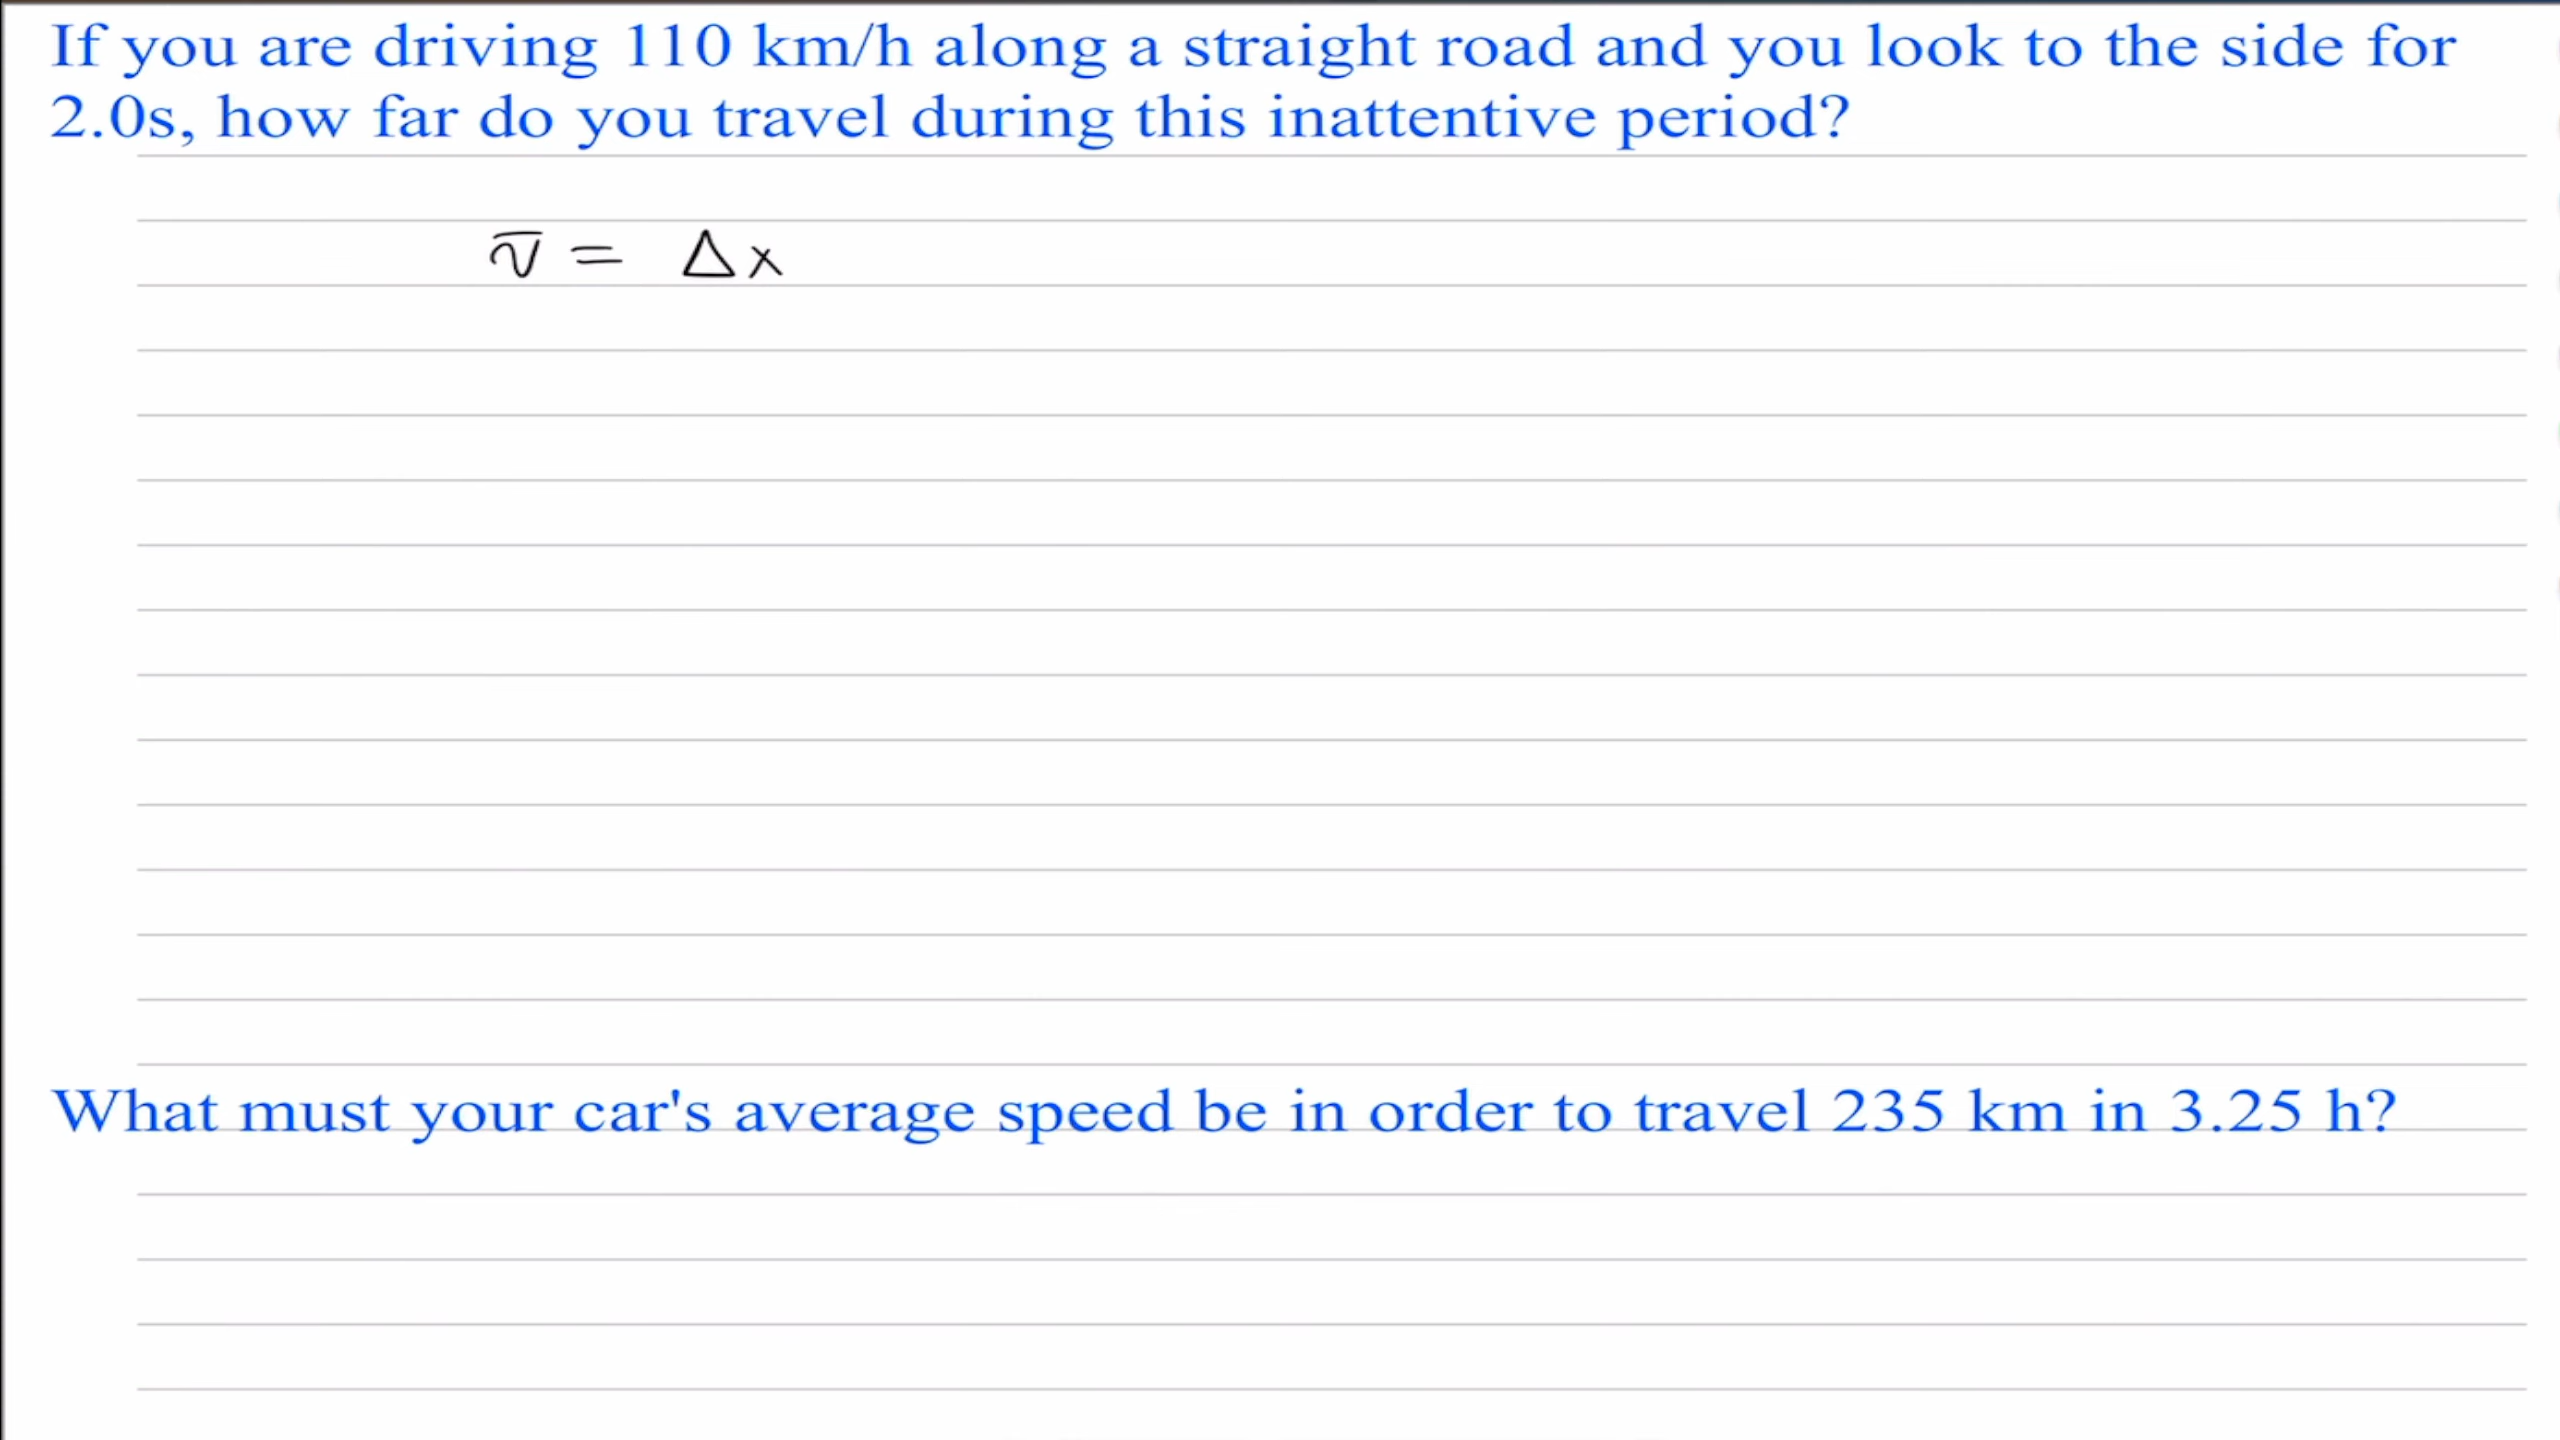 If you are driving 110 km/h along a straight road and you look to the side for
2.0s, how far do you travel during this inattentive period?
v̅ = Δx
What must your car's average speed be in order to travel 235 km in 3.25 h?